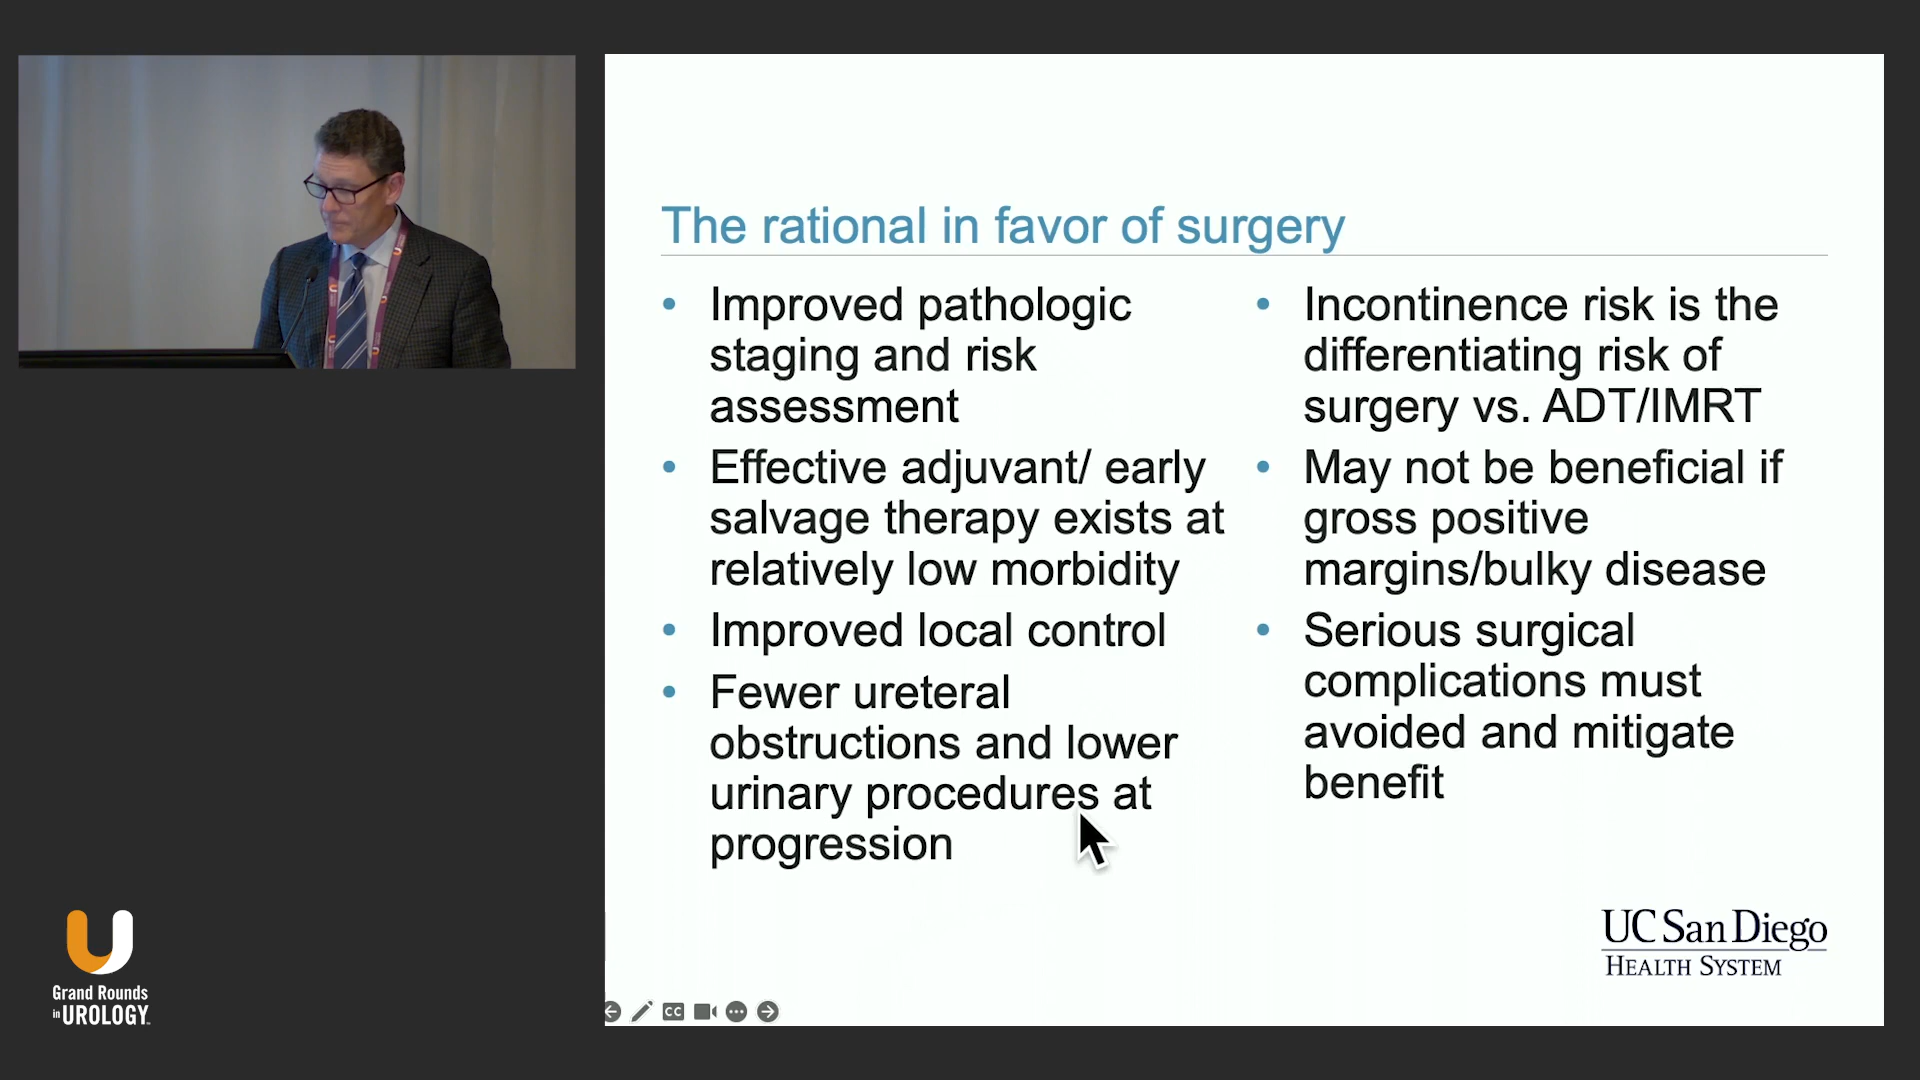 The rational in favor of surgery
Improved pathologic
staging and risk
assessment
Effective adjuvant/ early
salvage therapy exists at
relatively low morbidity
Improved local control
Fewer ureteral
obstructions and lower
urinary procedures at
progression
Incontinence risk is the
differentiating risk of
surgery vs. ADT/IMRT
May not be beneficial if
gross positive
margins/bulky disease
Serious surgical
complications must
avoided and mitigate
benefit
UC San Diego
HEALTH SYSTEM
CC
Grand Rounds
in UROLOGY